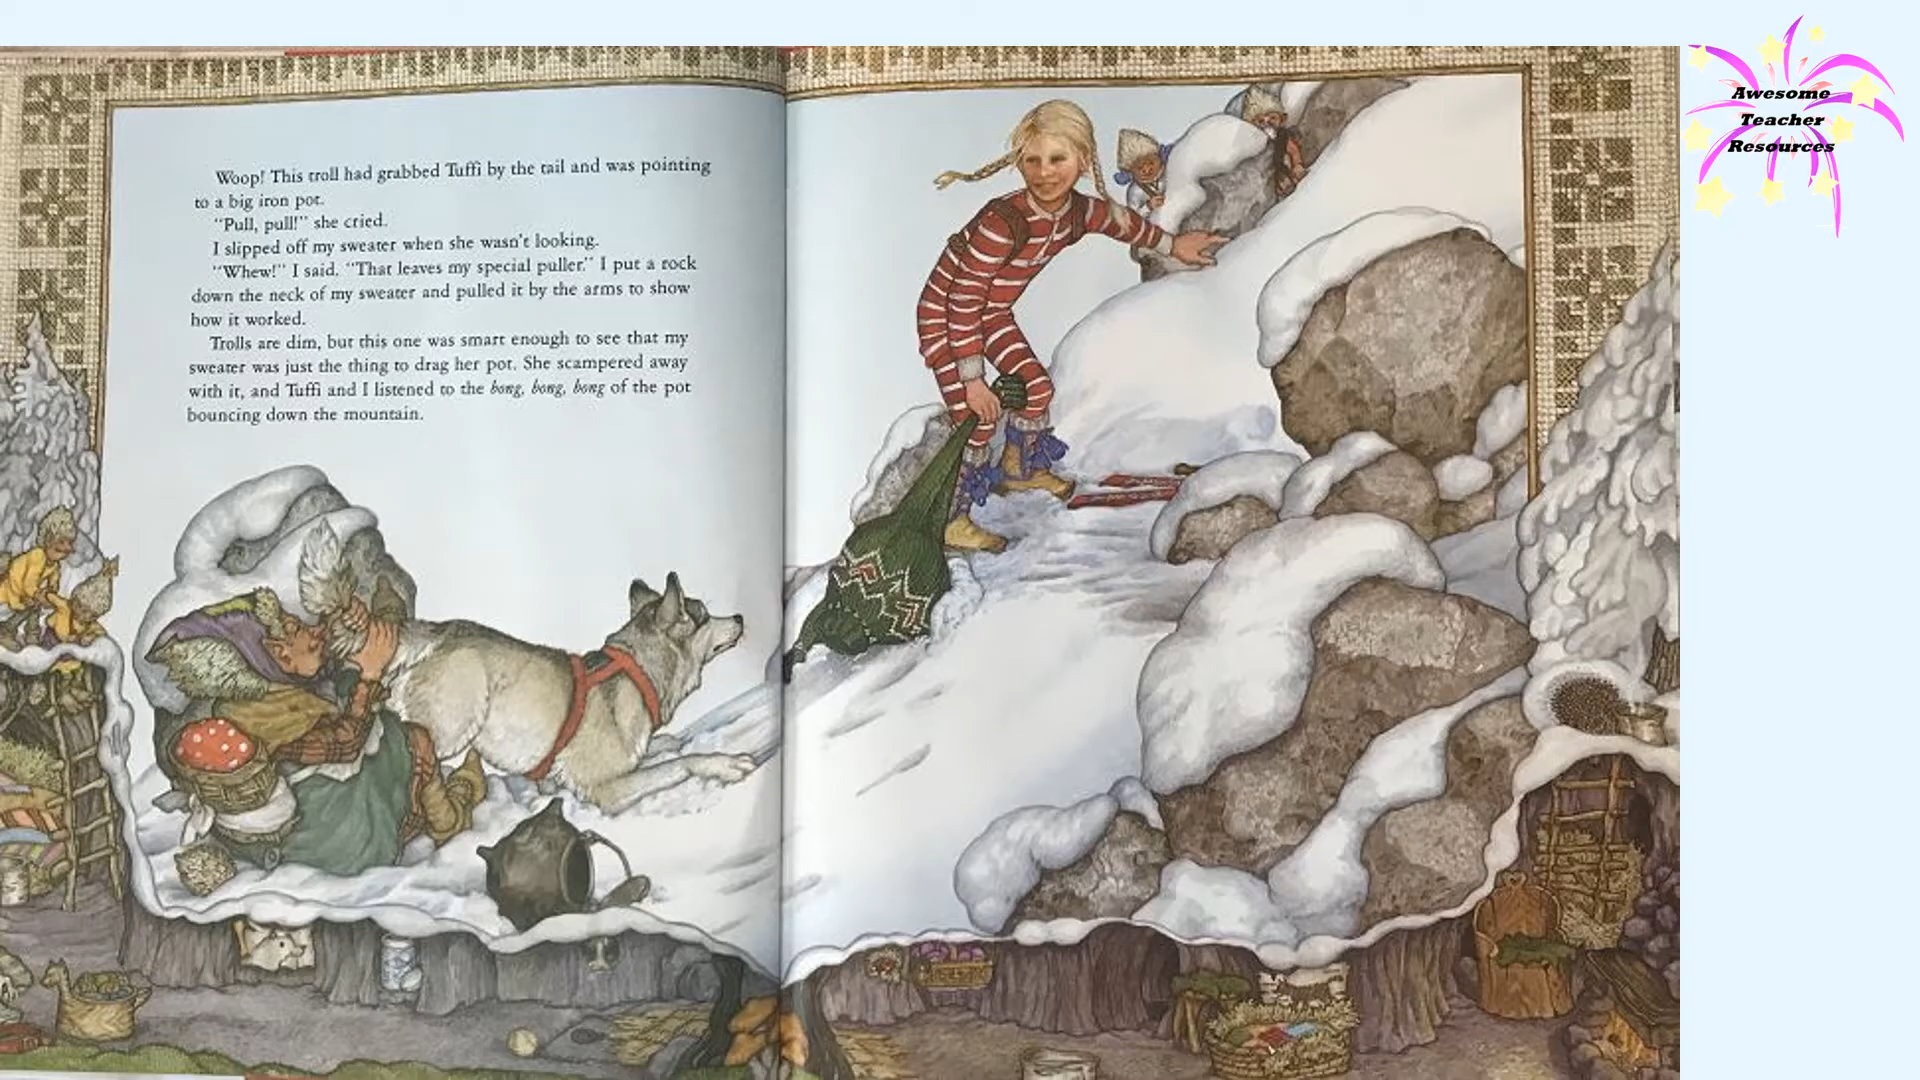 Woop! This troll had grabbed Tuffi by the tail and was pointing
to a big iron pot.
"Pull, pull!" she cried.
I slipped off my sweater when she wasn't looking.
"Whew!" I said. "That leaves my special puller." I put a rock
down the neck of my sweater and pulled it by the arms to show
how it worked.
Trolls are dim, but this one was smart enough to see that my
sweater was just the thing to drag her pot. She scampered away
with it, and Tuffi and I listened to the bong, bong, bong of the pot
bouncing down the mountain.
Awesome
Teacher
Resources